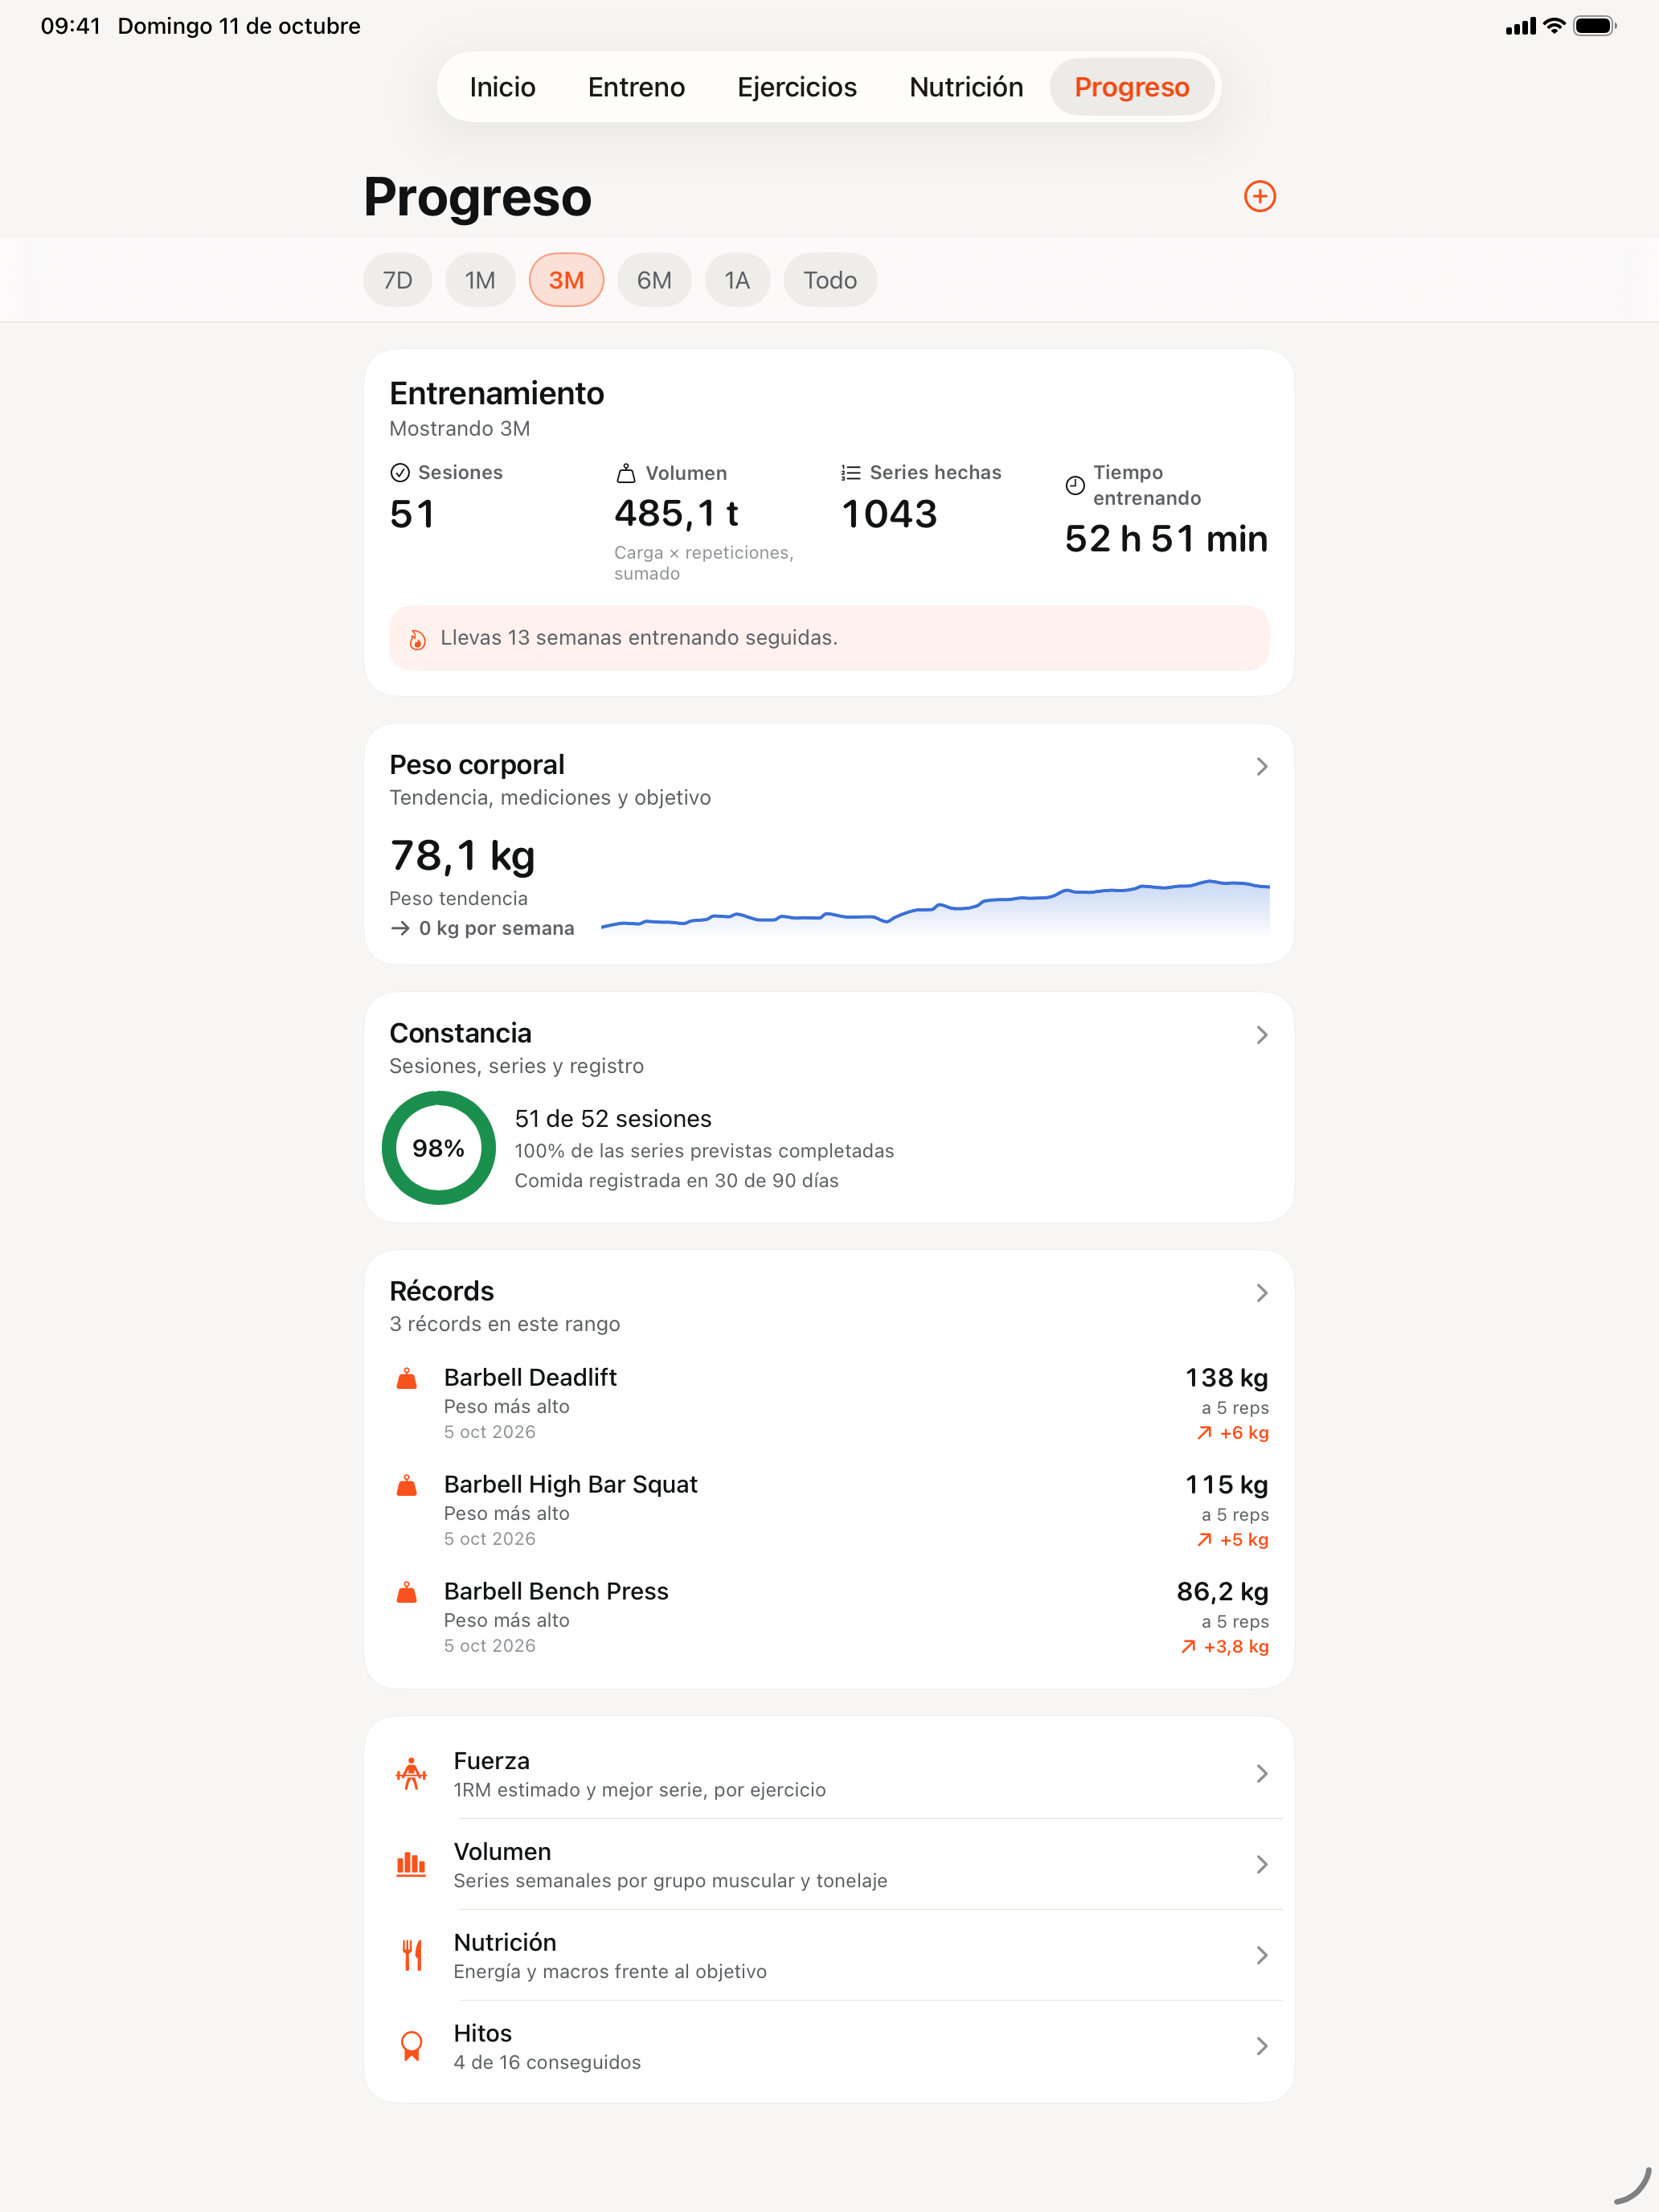 09:41 Domingo 11 de octubre
Inicio Entreno Ejercicios Nutrición Progreso
Progreso
7D 1M 3M 6M 1A Todo
Entrenamiento
Mostrando 3M
Sesiones
51
Volumen
485,1 t
Carga × repeticiones,
sumado
Series hechas
1043
Tiempo
entrenando
52 h 51 min
Llevas 13 semanas entrenando seguidas.
Peso corporal
Tendencia, mediciones y objetivo
78,1 kg
Peso tendencia
→ 0 kg por semana
Constancia
Sesiones, series y registro
98%
51 de 52 sesiones
100% de las series previstas completadas
Comida registrada en 30 de 90 días
Récords
3 récords en este rango
Barbell Deadlift
Peso más alto
5 oct 2026
138 kg
a 5 reps
+6 kg
Barbell High Bar Squat
Peso más alto
5 oct 2026
115 kg
a 5 reps
+5 kg
Barbell Bench Press
Peso más alto
5 oct 2026
86,2 kg
a 5 reps
+3,8 kg
Fuerza
1RM estimado y mejor serie, por ejercicio
Volumen
Series semanales por grupo muscular y tonelaje
Nutrición
Energía y macros frente al objetivo
Hitos
4 de 16 conseguidos